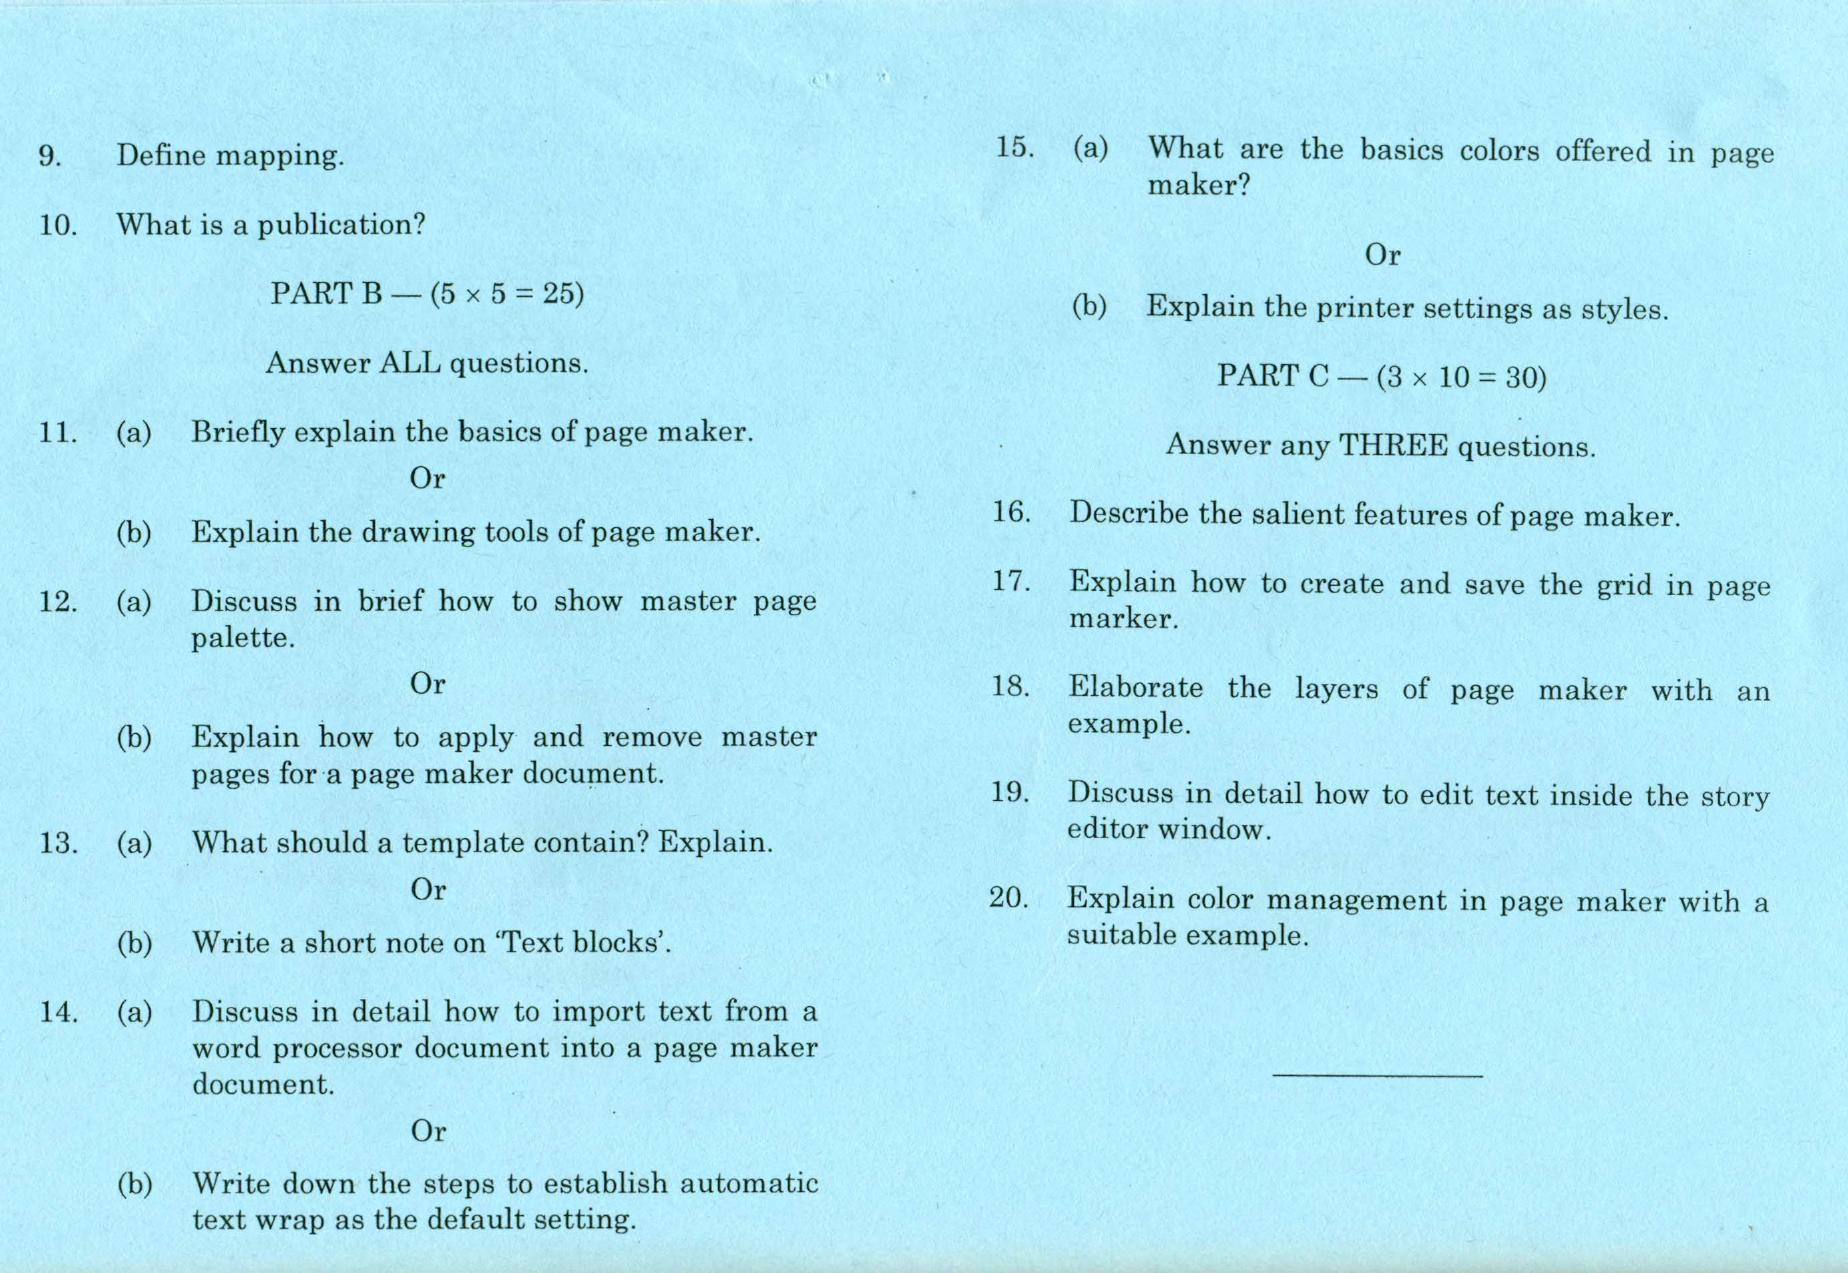 9. Define mapping.
10. What is a publication?
PART B — (5 × 5 = 25)
Answer ALL questions.
11. (a) Briefly explain the basics of page maker.
Or
(b) Explain the drawing tools of page maker.
12. (a) Discuss in brief how to show master page
palette.
Or
(b) Explain how to apply and remove master
pages for a page maker document.
13. (a) What should a template contain? Explain.
Or
(b) Write a short note on ‘Text blocks’.
14. (a) Discuss in detail how to import text from a
word processor document into a page maker
document.
Or
(b) Write down the steps to establish automatic
text wrap as the default setting.
15. (a) What are the basics colors offered in page
maker?
Or
(b) Explain the printer settings as styles.
PART C — (3 × 10 = 30)
Answer any THREE questions.
16. Describe the salient features of page maker.
17. Explain how to create and save the grid in page
marker.
18. Elaborate the layers of page maker with an
example.
19. Discuss in detail how to edit text inside the story
editor window.
20. Explain color management in page maker with a
suitable example.